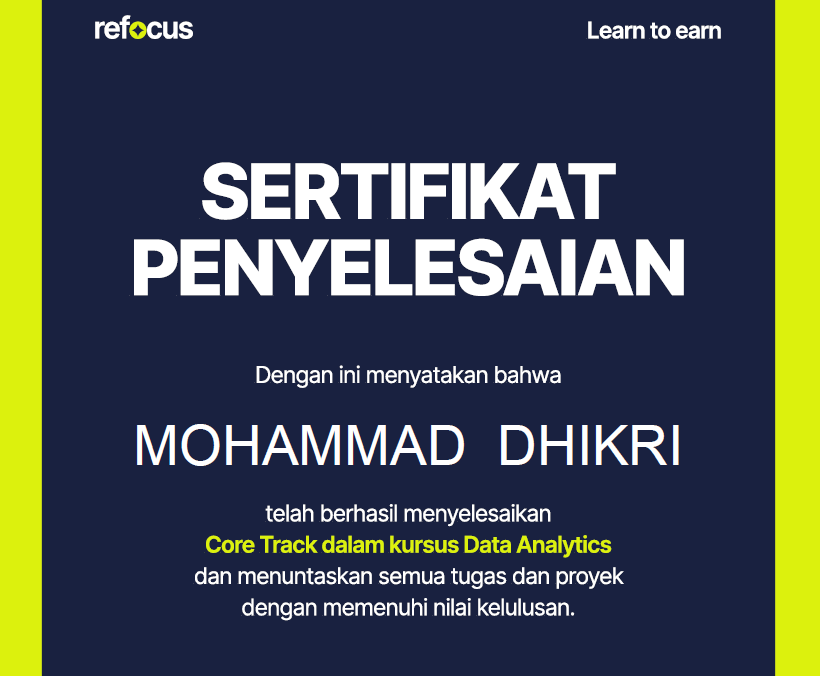 refocus
Learn to earn
SERTIFIKAT
PENYELESAIAN
Dengan ini menyatakan bahwa
MOHAMMAD DHIKRI
telah berhasil menyelesaikan
Core Track dalam kursus Data Analytics
dan menuntaskan semua tugas dan proyek
dengan memenuhi nilai kelulusan.